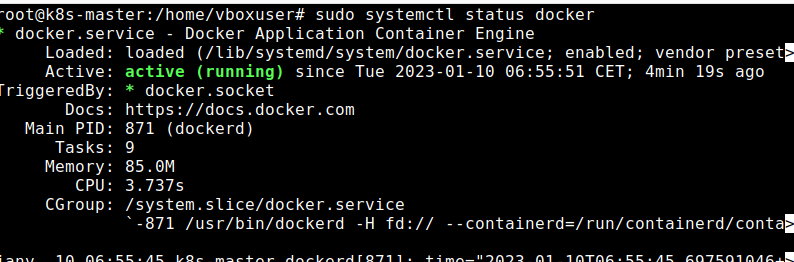 root@k8s-master:/home/vboxuser# sudo systemctl status docker
* docker.service - Docker Application Container Engine
Loaded: loaded (/lib/systemd/system/docker.service; enabled; vendor preset>
Active: active (running) since Tue 2023-01-10 06:55:51 CET; 4min 19s ago
TriggeredBy: * docker.socket
Docs: https://docs.docker.com
Main PID: 871 (dockerd)
Tasks: 9
Memory: 85.0M
CPU: 3.737s
CGroup: /system.slice/docker.service
`-871 /usr/bin/dockerd -H fd:// --containerd=/run/containerd/conta>
janv. 10 06:55:45 k8s-master dockerd[871]: time="2023-01-10T06:55:45.697591046+>